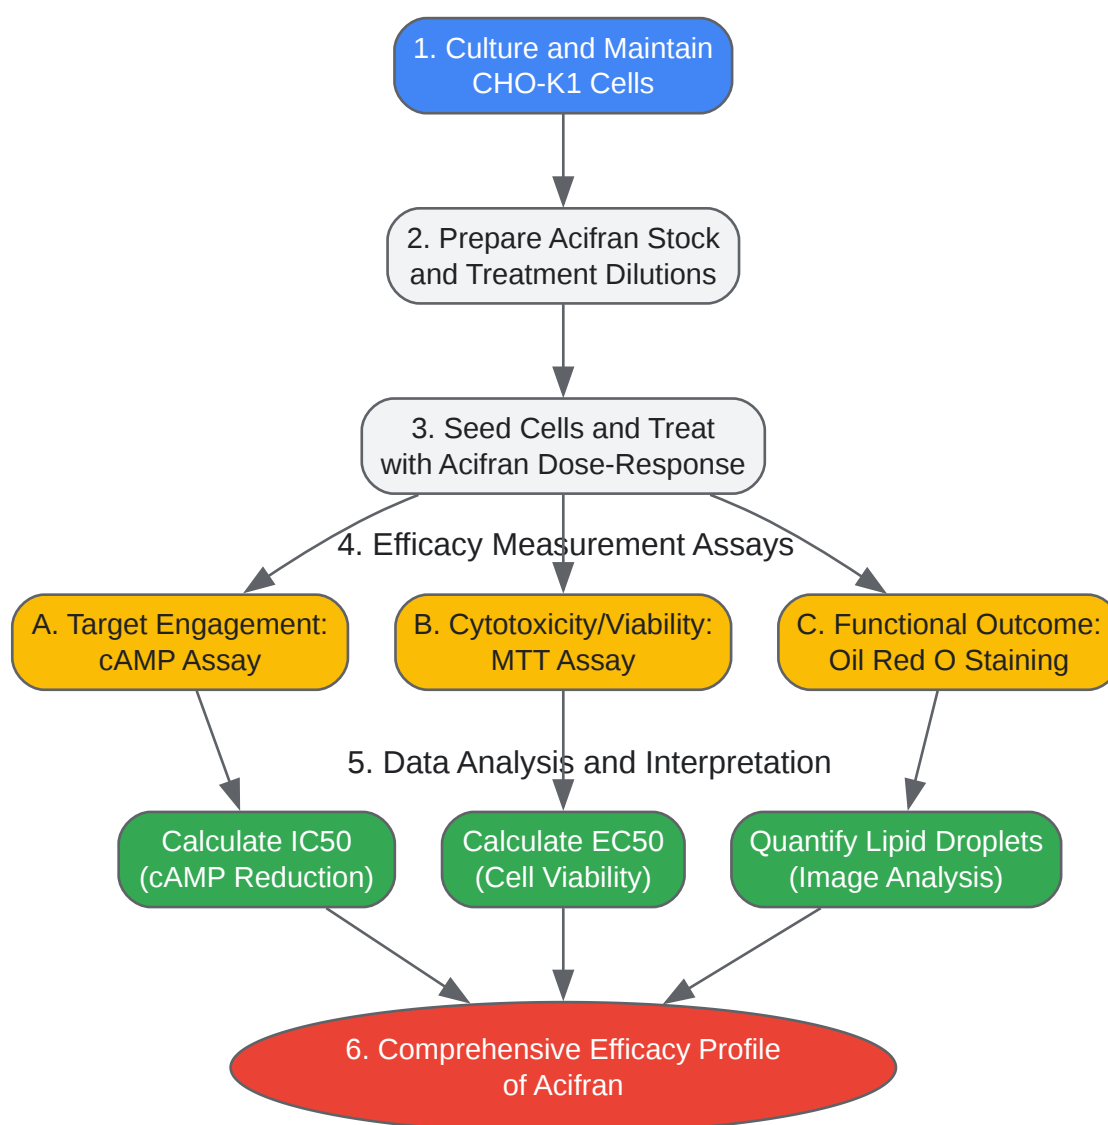 1. Culture and Maintain
CHO-K1 Cells
2. Prepare Acifran Stock
and Treatment Dilutions
3. Seed Cells and Treat
with Acifran Dose-Response
4. Efficacy Measurement Assays
A. Target Engagement:
cAMP Assay
B. Cytotoxicity/Viability:
MTT Assay
C. Functional Outcome:
Oil Red O Staining
5. Data Analysis and Interpretation
Calculate IC50
(cAMP Reduction)
Calculate EC50
(Cell Viability)
Quantify Lipid Droplets
(Image Analysis)
6. Comprehensive Efficacy Profile
of Acifran